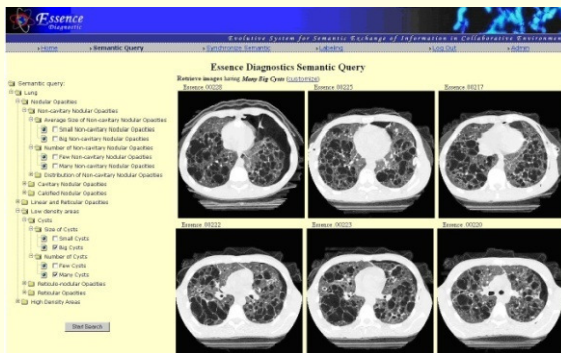 Essence
Diagnostic
Evolutive System for Semantic Exchange of Information in Collaborative Environments
Home
Semantic Query
Synchronize Semantic
Labeling
Log Out
Admin
Essence Diagnostics Semantic Query
Retrieve images having Many Big Cysts (customize)
Semantic query:
Lung
Nodular Opacities
Non-cavitary Nodular Opacities
Average Size of Non-cavitary Nodular Opacities
Small Non-cavitary Nodular Opacities
Big Non-cavitary Nodular Opacities
Number of Non-cavitary Nodular Opacities
Few Non-cavitary Nodular Opacities
Many Non-cavitary Nodular Opacities
Distribution of Non-cavitary Nodular Opacities
Cavitary Nodular Opacities
Calcified Nodular Opacities
Linear and Reticular Opacities
Low density areas
Cysts
Size of Cysts
Small Cysts
Big Cysts
Number of Cysts
Few Cysts
Many Cysts
Reticulo-nodular Opacities
Reticular Opacities
High Density Areas
Start Search
Essence 00228
Essence 00225
Essence 00217
Essence 00222
Essence 00223
Essence 00220